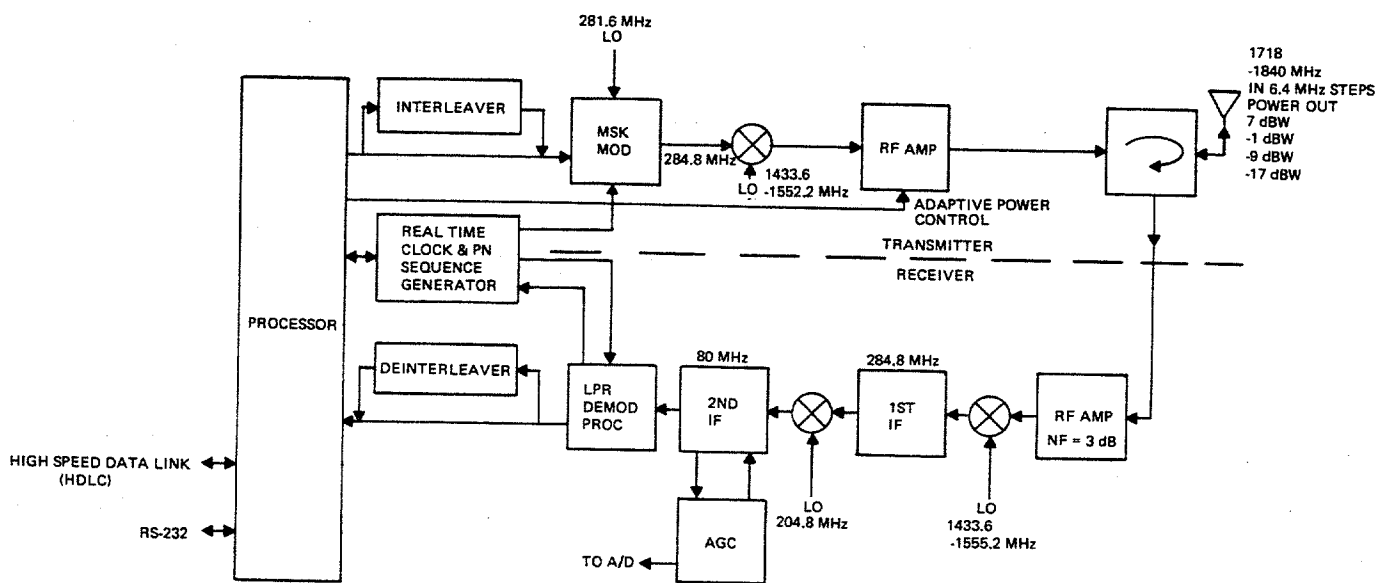 281.6 MHz
LO
1718
-1840 MHz
IN 6.4 MHz STEPS
POWER OUT
7 dBW
-1 dBW
-9 dBW
-17 dBW
INTERLEAVER
MSK
MOD
284.8 MHz
LO
1433.6
-1552.2 MHz
RF AMP
ADAPTIVE POWER
CONTROL
REAL TIME
CLOCK & PN
SEQUENCE
GENERATOR
TRANSMITTER
RECEIVER
PROCESSOR
DEINTERLEAVER
LPR
DEMOD
PROC
80 MHz
2ND
IF
LO
204.8 MHz
284.8 MHz
1ST
IF
LO
1433.6
-1555.2 MHz
RF AMP
NF = 3 dB
AGC
TO A/D
HIGH SPEED DATA LINK
(HDLC)
RS-232